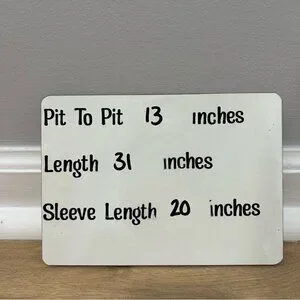 Pit To Pit 13 inches
Length 31 inches
Sleeve Length 20 inches